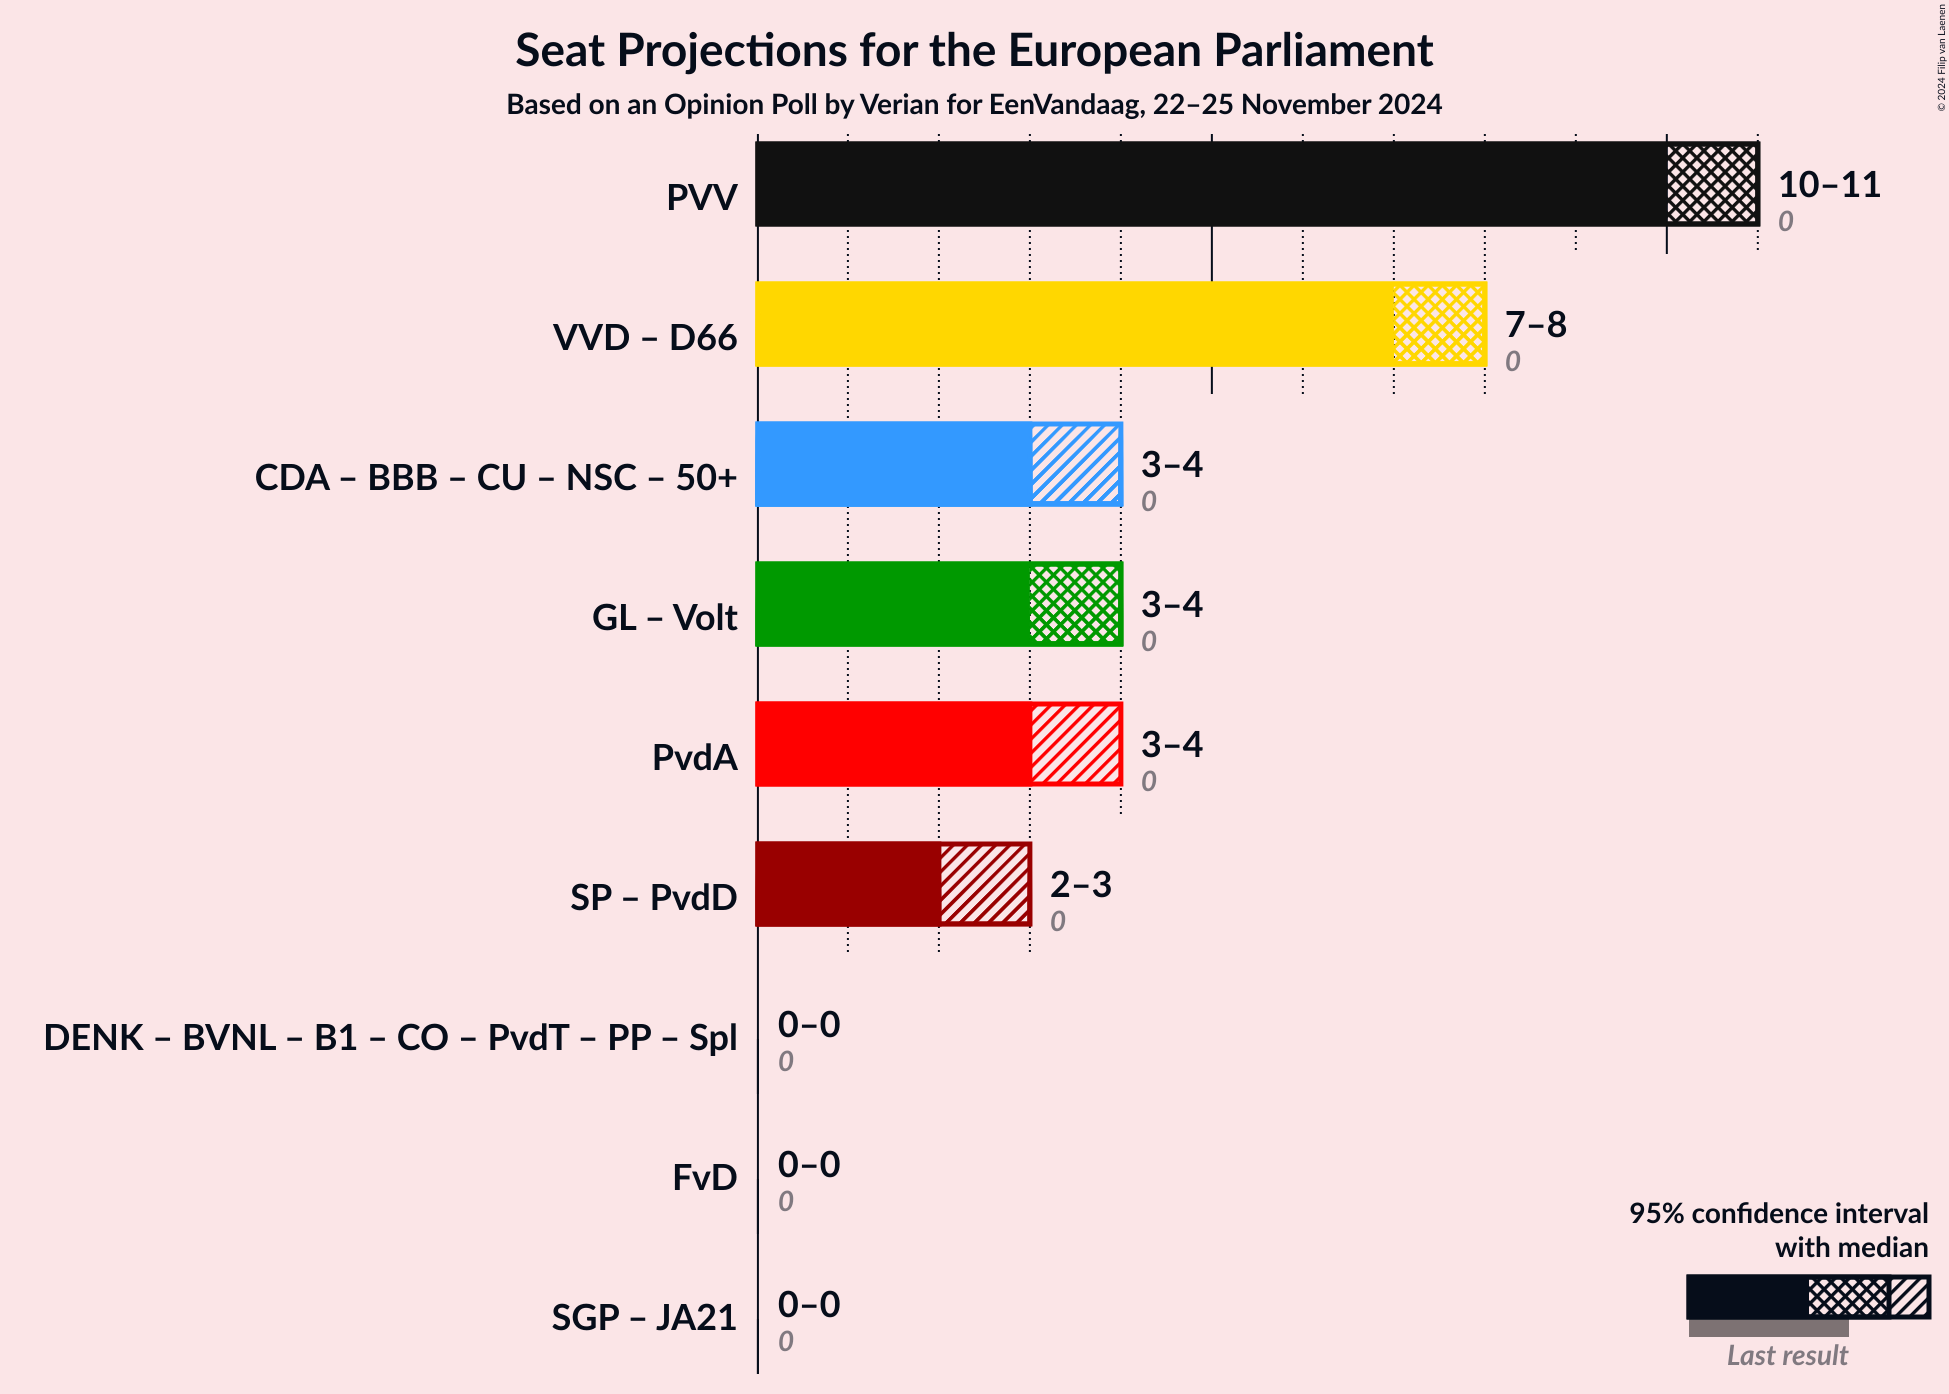 Seat Projections for the European Parliament
Based on an Opinion Poll by Verian for EenVandaag, 22–25 November 2024
© 2024 Filip van Laenen
PVV
10–11
0
VVD – D66
7–8
0
CDA – BBB – CU – NSC – 50+
3–4
0
GL – Volt
3–4
0
PvdA
3–4
0
SP – PvdD
2–3
0
DENK – BVNL – B1 – CO – PvdT – PP – Spl
0–0
0
FvD
0–0
0
SGP – JA21
0–0
0
95% confidence interval
with median
Last result